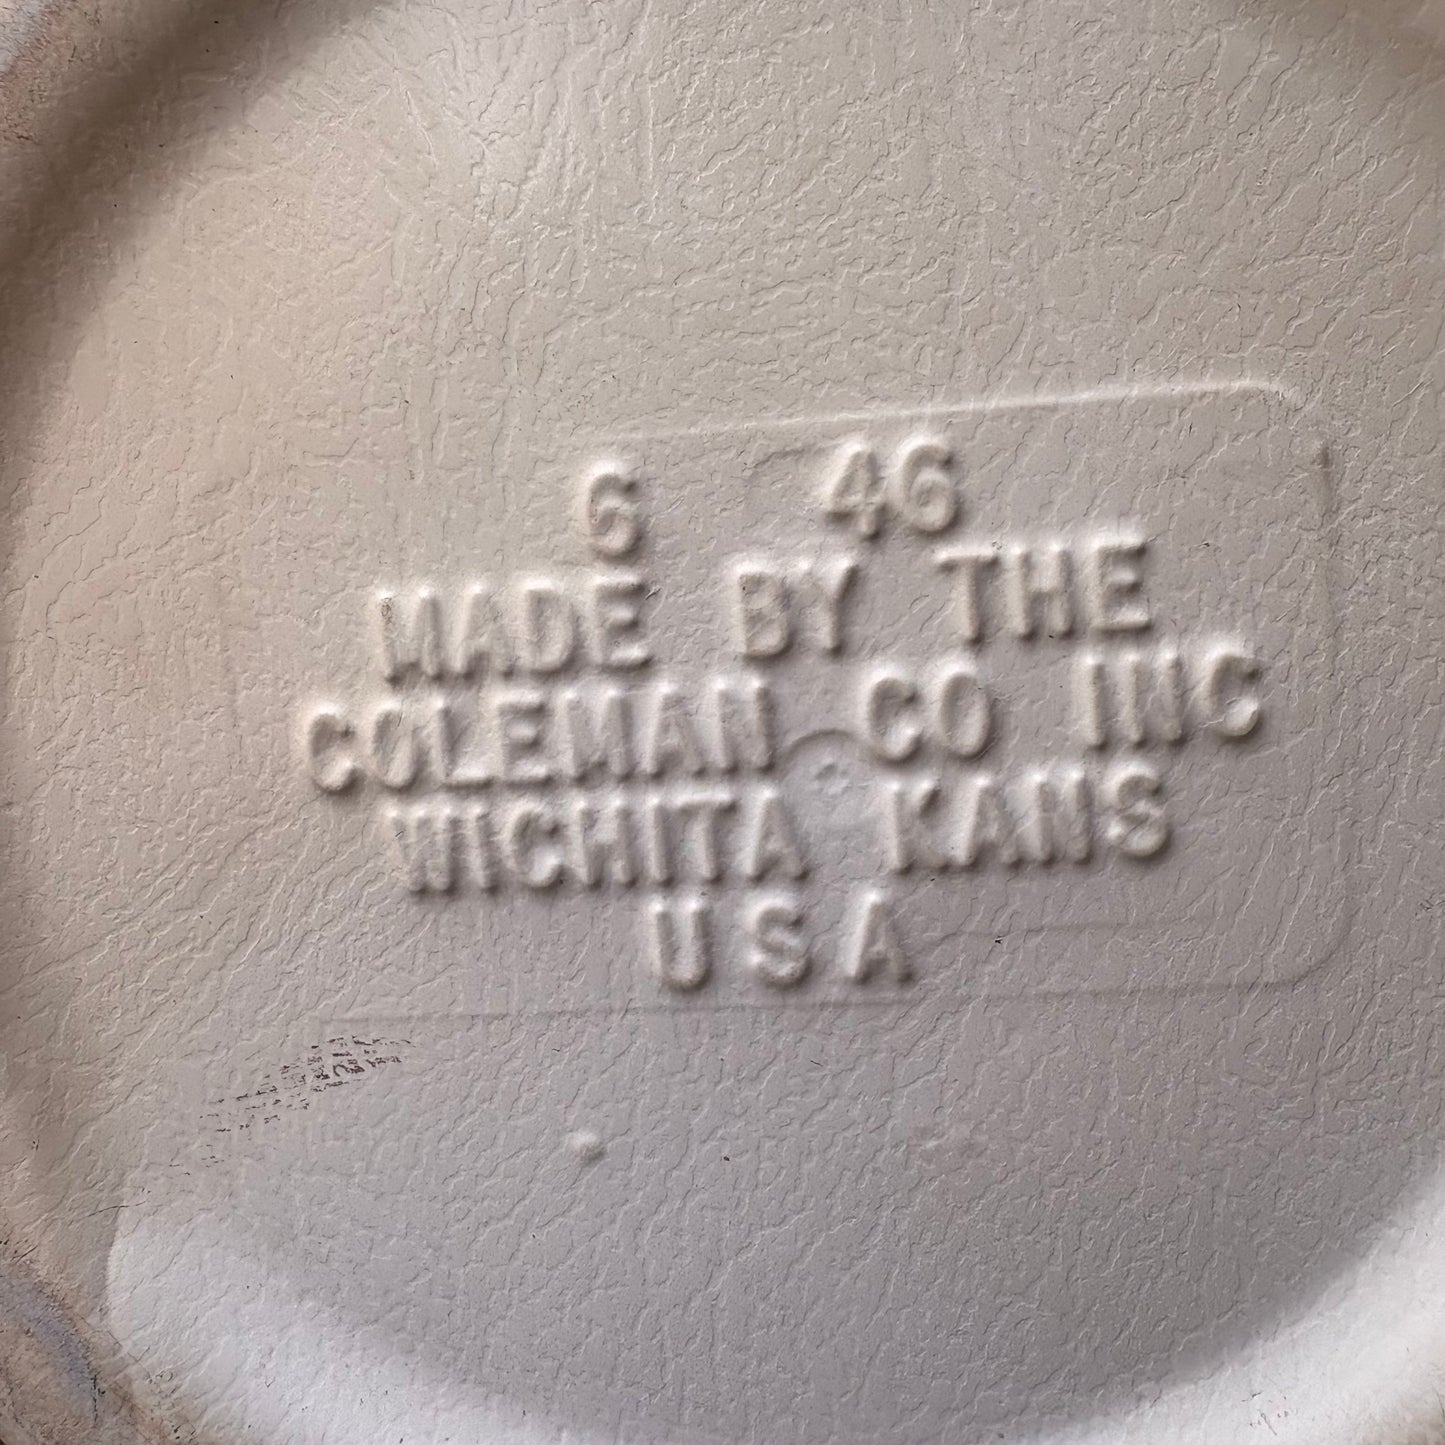 6 46
MADE BY THE
COLEMAN CO INC
WICHITA KANS
USA